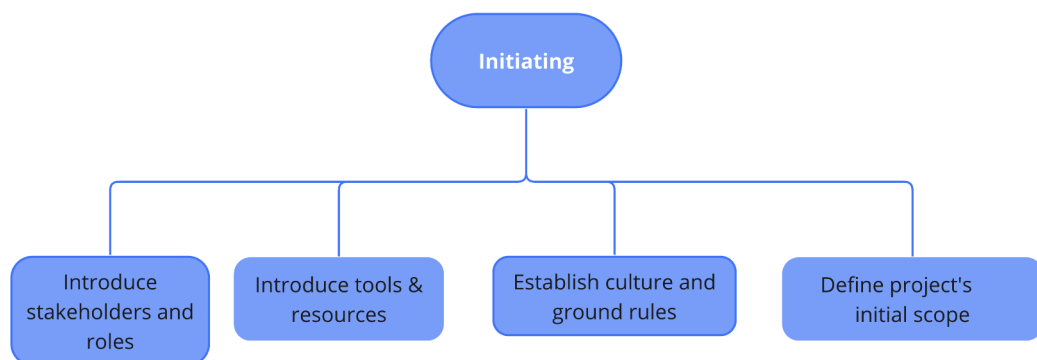 Initiating
Introduce
stakeholders and
roles
Introduce tools &
resources
Establish culture and
ground rules
Define project's
initial scope